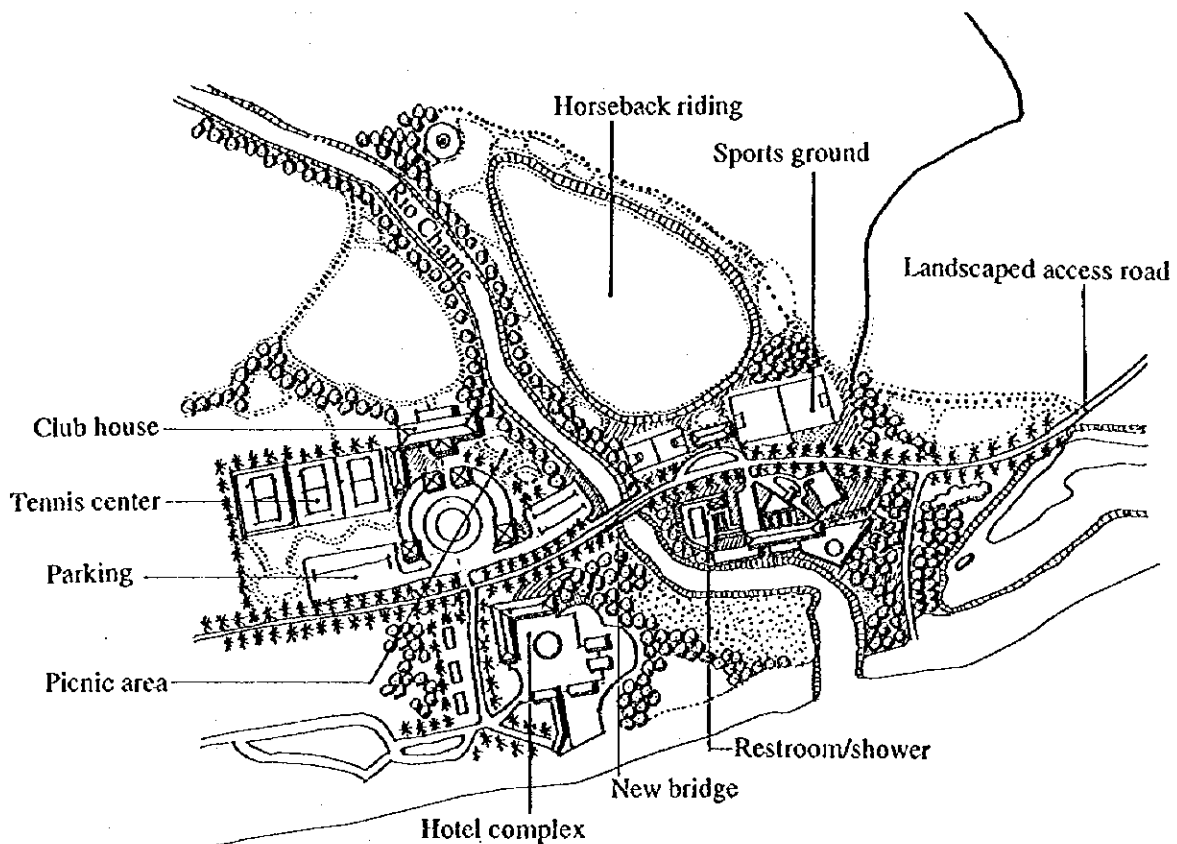 Horseback riding
Sports ground
Rio Chame
Landscaped access road
Club house
Tennis center
Parking
Picnic area
Restroom/shower
New bridge
Hotel complex